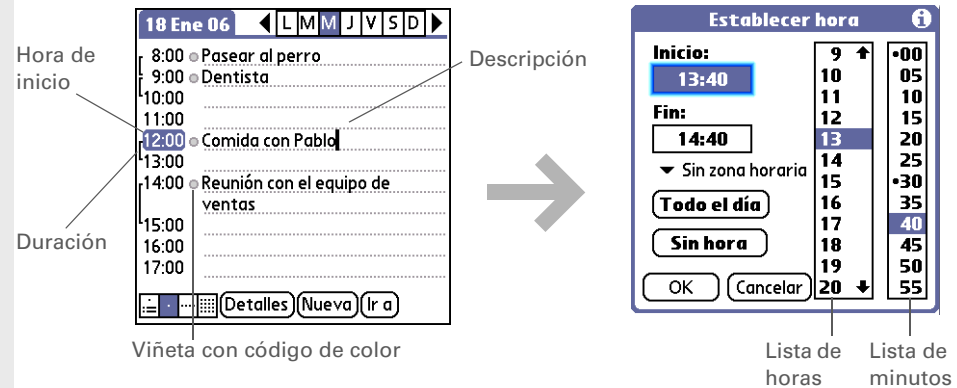 18 Ene 06 L M M J V S D
Hora de
inicio
8:00 Pasear al perro
9:00 Dentista
10:00
11:00
12:00 Comida con Pablo
13:00
14:00 Reunión con el equipo de
ventas
15:00
16:00
17:00
Detalles Nueva Ir a
Descripción
Duración
Viñeta con código de color
Establecer hora
Inicio:
13:40
Fin:
14:40
Sin zona horaria
Todo el día
Sin hora
OK Cancelar
9
10
11
12
13
14
15
16
17
18
19
20
•00
05
10
15
20
25
•30
35
40
45
50
55
Lista de
horas
Lista de
minutos